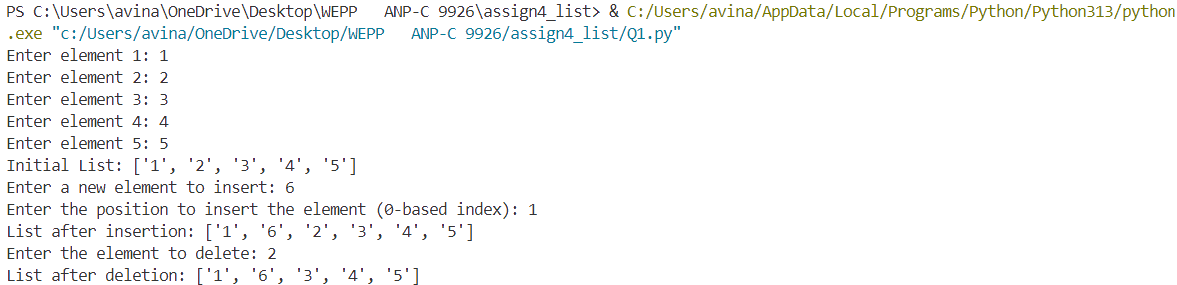 PS C:\Users\avina\OneDrive\Desktop\WEPP   ANP-C 9926\assign4_list> & C:/Users/avina/AppData/Local/Programs/Python/Python313/python
.exe "c:/Users/avina/OneDrive/Desktop/WEPP   ANP-C 9926/assign4_list/Q1.py"
Enter element 1: 1
Enter element 2: 2
Enter element 3: 3
Enter element 4: 4
Enter element 5: 5
Initial List: ['1', '2', '3', '4', '5']
Enter a new element to insert: 6
Enter the position to insert the element (0-based index): 1
List after insertion: ['1', '6', '2', '3', '4', '5']
Enter the element to delete: 2
List after deletion: ['1', '6', '3', '4', '5']